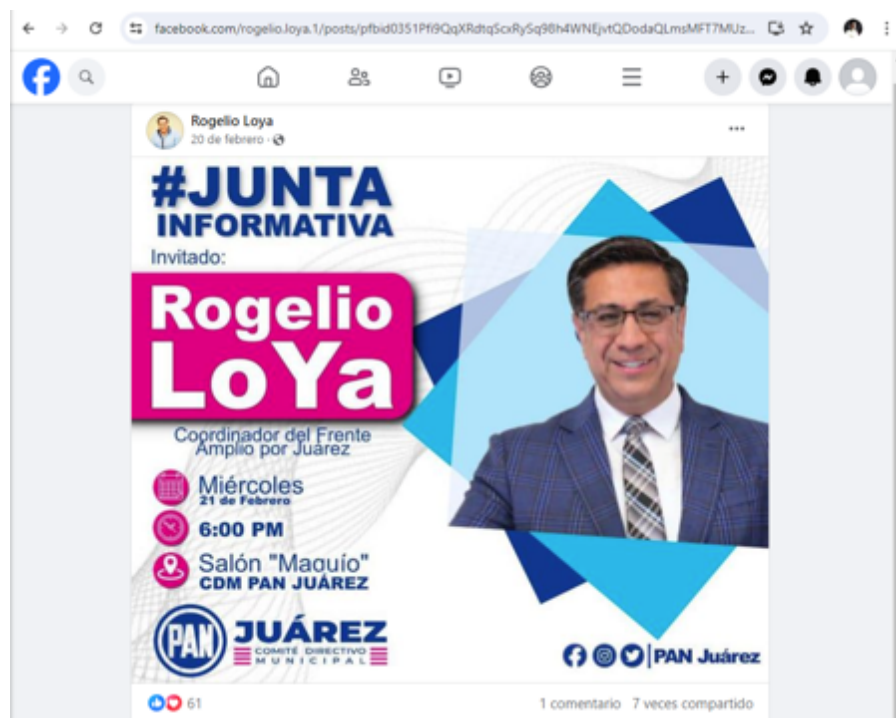 facebook.com/rogelio.loya.1/posts/pfbid0351Pfi9QqXRdtqScxRySq98h4WNEjvtQDodaQLmsMFT7MUz...
Rogelio Loya
20 de febrero
#JUNTA
INFORMATIVA
Invitado:
Rogelio
LoYa
Coordinador del Frente
Amplio por Juárez
Miércoles
21 de Febrero
6:00 PM
Salón "Maquío"
CDM PAN JUÁREZ
PAN JUÁREZ
COMITÉ DIRECTIVO
MUNICIPAL
PAN Juárez
61
1 comentario 7 veces compartido